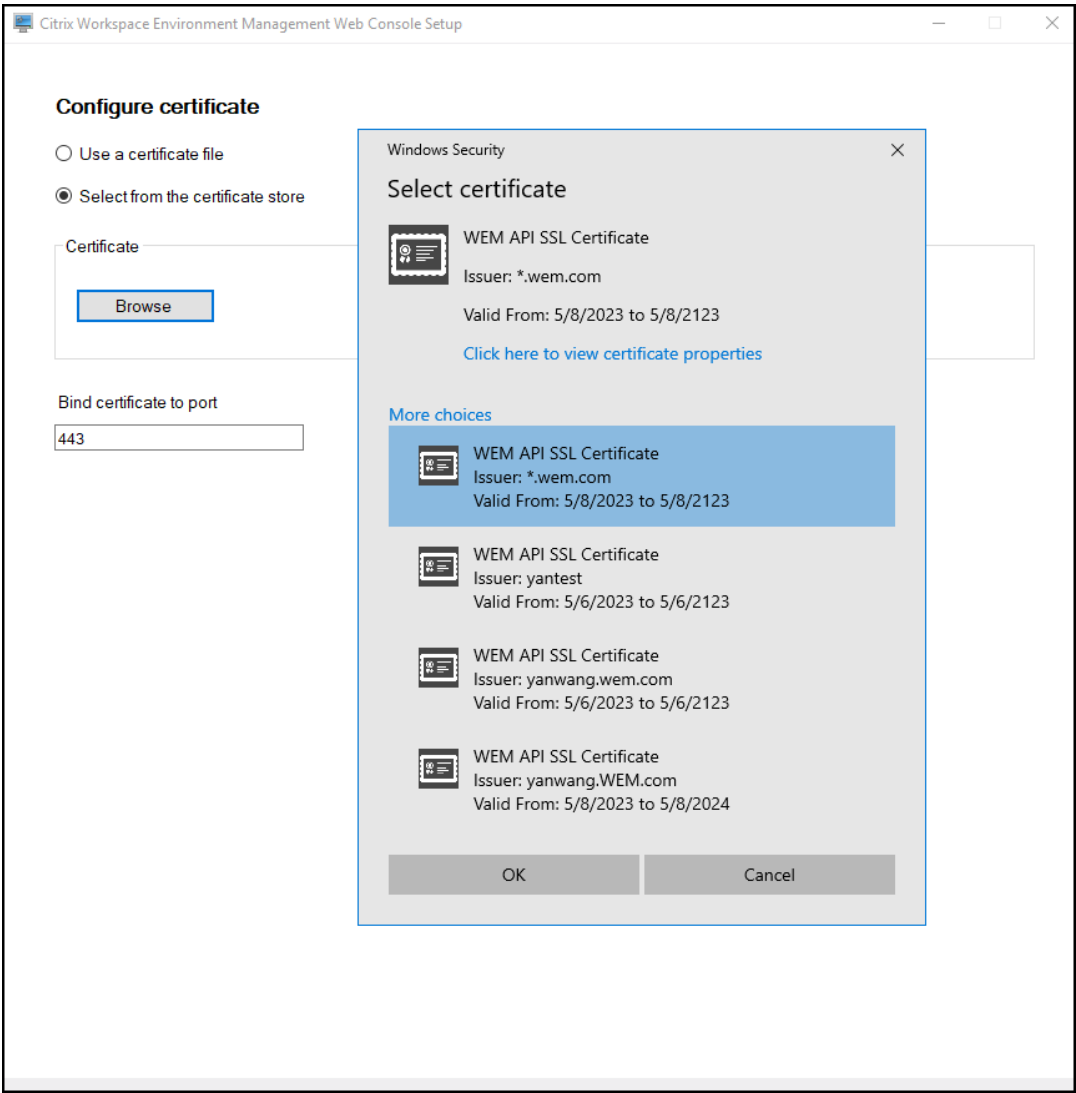 Citrix Workspace Environment Management Web Console Setup
Configure certificate
Use a certificate file
Select from the certificate store
Certificate
Browse
Bind certificate to port
443
Windows Security
Select certificate
WEM API SSL Certificate
Issuer: *.wem.com
Valid From: 5/8/2023 to 5/8/2123
Click here to view certificate properties
More choices
WEM API SSL Certificate
Issuer: *.wem.com
Valid From: 5/8/2023 to 5/8/2123
WEM API SSL Certificate
Issuer: yantest
Valid From: 5/6/2023 to 5/6/2123
WEM API SSL Certificate
Issuer: yanwang.wem.com
Valid From: 5/6/2023 to 5/6/2123
WEM API SSL Certificate
Issuer: yanwang.WEM.com
Valid From: 5/8/2023 to 5/8/2024
OK
Cancel